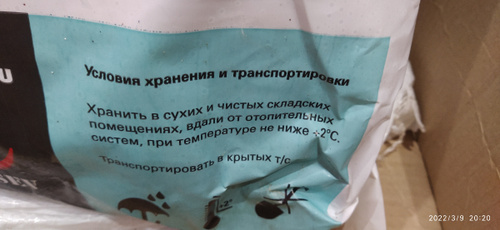 Условия хранения и транспортировки
Хранить в сухих и чистых складских
помещениях, вдали от отопительных
систем, при температуре не ниже +2°C.
Транспортировать в крытых т/с
+2°
2022/3/9 20:20